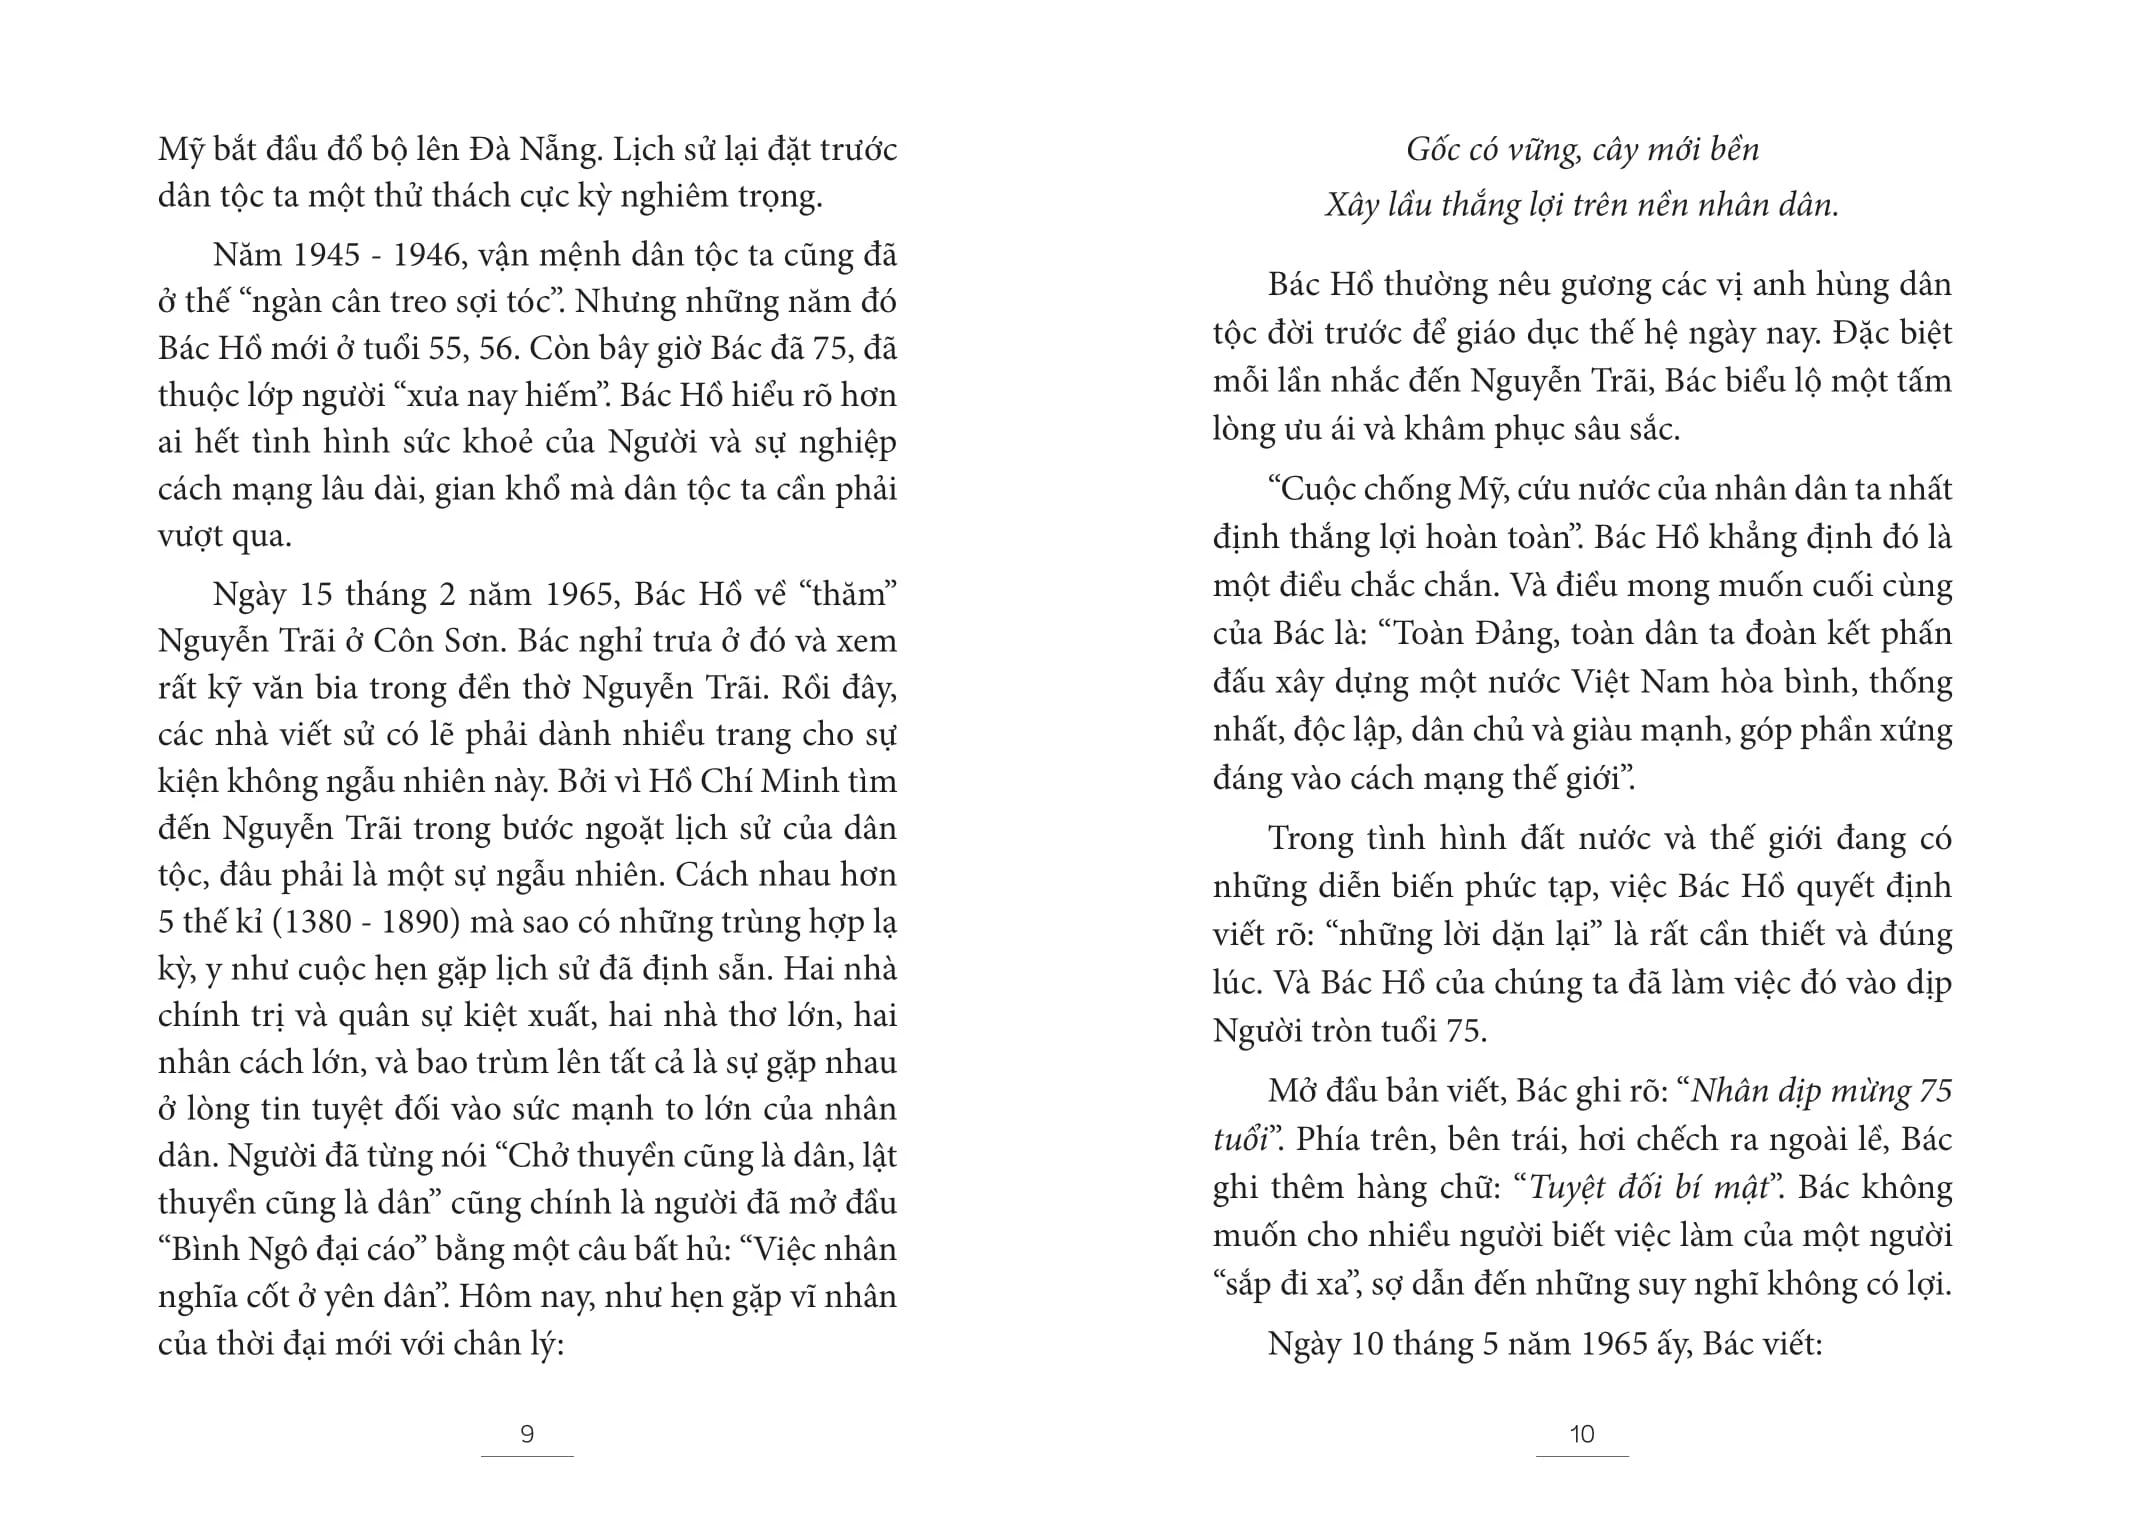 Mỹ bắt đầu đổ bộ lên Đà Nẵng. Lịch sử lại đặt trước
dân tộc ta một thử thách cực kỳ nghiêm trọng.
Năm 1945 - 1946, vận mệnh dân tộc ta cũng đã
ở thế “ngàn cân treo sợi tóc”. Nhưng những năm đó
Bác Hồ mới ở tuổi 55, 56. Còn bây giờ Bác đã 75, đã
thuộc lớp người “xưa nay hiếm”. Bác Hồ hiểu rõ hơn
ai hết tình hình sức khoẻ của Người và sự nghiệp
cách mạng lâu dài, gian khổ mà dân tộc ta cần phải
vượt qua.
Ngày 15 tháng 2 năm 1965, Bác Hồ về “thăm”
Nguyễn Trãi ở Côn Sơn. Bác nghỉ trưa ở đó và xem
rất kỹ văn bia trong đền thờ Nguyễn Trãi. Rồi đây,
các nhà viết sử có lẽ phải dành nhiều trang cho sự
kiện không ngẫu nhiên này. Bởi vì Hồ Chí Minh tìm
đến Nguyễn Trãi trong bước ngoặt lịch sử của dân
tộc, đâu phải là một sự ngẫu nhiên. Cách nhau hơn
5 thế kỉ (1380 - 1890) mà sao có những trùng hợp lạ
kỳ, y như cuộc hẹn gặp lịch sử đã định sẵn. Hai nhà
chính trị và quân sự kiệt xuất, hai nhà thơ lớn, hai
nhân cách lớn, và bao trùm lên tất cả là sự gặp nhau
ở lòng tin tuyệt đối vào sức mạnh to lớn của nhân
dân. Người đã từng nói “Chở thuyền cũng là dân, lật
thuyền cũng là dân” cũng chính là người đã mở đầu
“Bình Ngô đại cáo” bằng một câu bất hủ: “Việc nhân
nghĩa cốt ở yên dân”. Hôm nay, như hẹn gặp vĩ nhân
của thời đại mới với chân lý:
9
Gốc có vững, cây mới bền
Xây lầu thắng lợi trên nền nhân dân.
Bác Hồ thường nêu gương các vị anh hùng dân
tộc đời trước để giáo dục thế hệ ngày nay. Đặc biệt
mỗi lần nhắc đến Nguyễn Trãi, Bác biểu lộ một tấm
lòng ưu ái và khâm phục sâu sắc.
“Cuộc chống Mỹ, cứu nước của nhân dân ta nhất
định thắng lợi hoàn toàn”. Bác Hồ khẳng định đó là
một điều chắc chắn. Và điều mong muốn cuối cùng
của Bác là: “Toàn Đảng, toàn dân ta đoàn kết phấn
đấu xây dựng một nước Việt Nam hòa bình, thống
nhất, độc lập, dân chủ và giàu mạnh, góp phần xứng
đáng vào cách mạng thế giới”.
Trong tình hình đất nước và thế giới đang có
những diễn biến phức tạp, việc Bác Hồ quyết định
viết rõ: “những lời dặn lại” là rất cần thiết và đúng
lúc. Và Bác Hồ của chúng ta đã làm việc đó vào dịp
Người tròn tuổi 75.
Mở đầu bản viết, Bác ghi rõ: “Nhân dịp mừng 75
tuổi”. Phía trên, bên trái, hơi chếch ra ngoài lề, Bác
ghi thêm hàng chữ: “Tuyệt đối bí mật”. Bác không
muốn cho nhiều người biết việc làm của một người
“sắp đi xa”, sợ dẫn đến những suy nghĩ không có lợi.
Ngày 10 tháng 5 năm 1965 ấy, Bác viết:
10